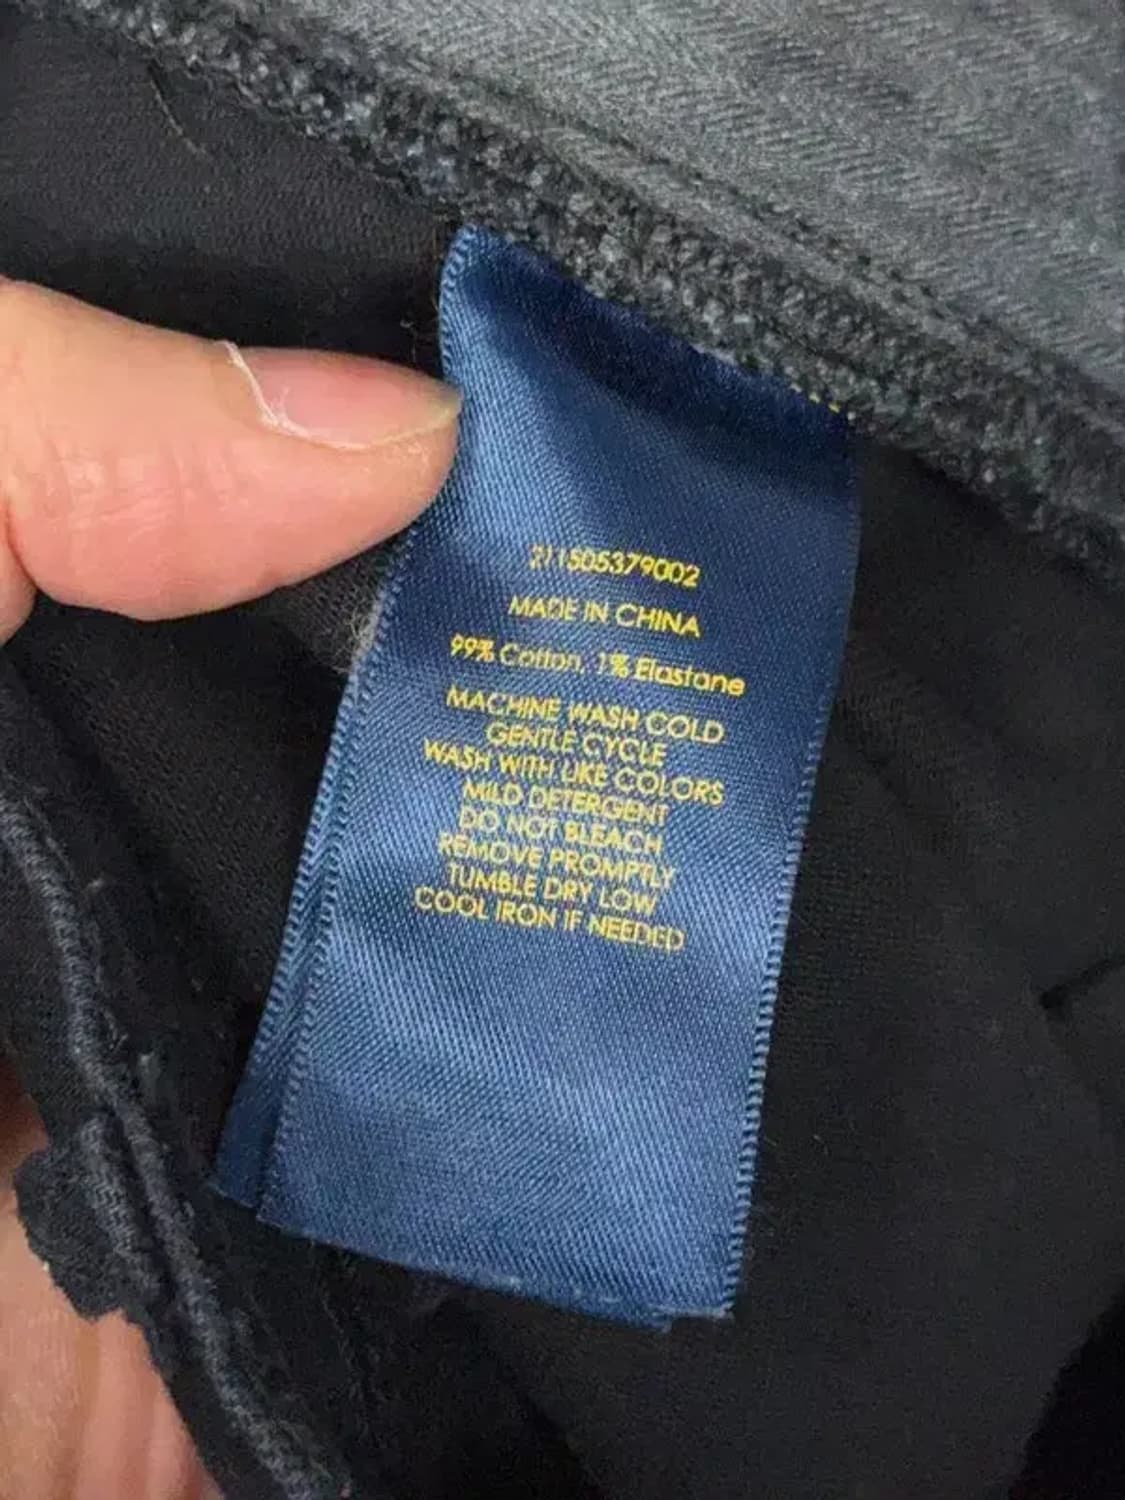 211505379002
MADE IN CHINA
99% Cotton, 1% Elastane
MACHINE WASH COLD
GENTLE CYCLE
WASH WITH LIKE COLORS
MILD DETERGENT
DO NOT BLEACH
REMOVE PROMPTLY
TUMBLE DRY LOW
COOL IRON IF NEEDED